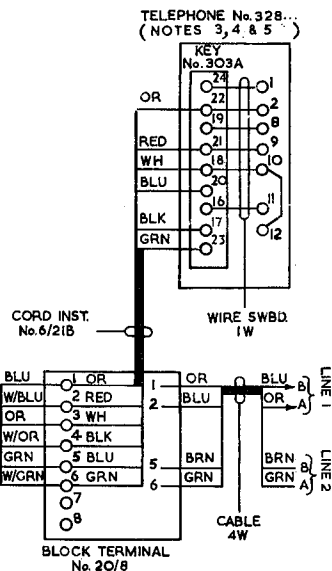 TELEPHONE No. 328...
(NOTES 3, 4 & 5)
KEY
No. 303A
24 1
OR 22 2
19 8
RED 21 9
WH 18 10
BLU 20
16 11
BLK 17 12
GRN 23
CORD INST.
No. 6/21B
WIRE SWBD.
1W
BLU 1 OR 1 OR BLU B
W/BLU 2 RED 2 BLU OR A
LINE 1
OR 3 WH
W/OR 4 BLK
GRN 5 BLU 5 BRN BRN B
W/GRN 6 GRN 6 GRN GRN A
LINE 2
7
8
CABLE
4W
BLOCK TERMINAL
No. 20/8